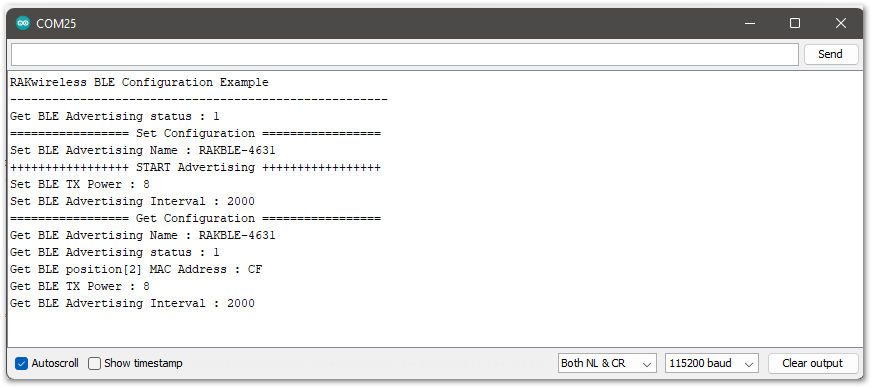 COM25
Send
RAKwireless BLE Configuration Example
------------------------------------------------------
Get BLE Advertising status : 1
================= Set Configuration =================
Set BLE Advertising Name : RAKBLE-4631
+++++++++++++++++ START Advertising +++++++++++++++++
Set BLE TX Power : 8
Set BLE Advertising Interval : 2000
================= Get Configuration =================
Get BLE Advertising Name : RAKBLE-4631
Get BLE Advertising status : 1
Get BLE position[2] MAC Address : CF
Get BLE TX Power : 8
Get BLE Advertising Interval : 2000
Autoscroll Show timestamp Both NL & CR 115200 baud Clear output